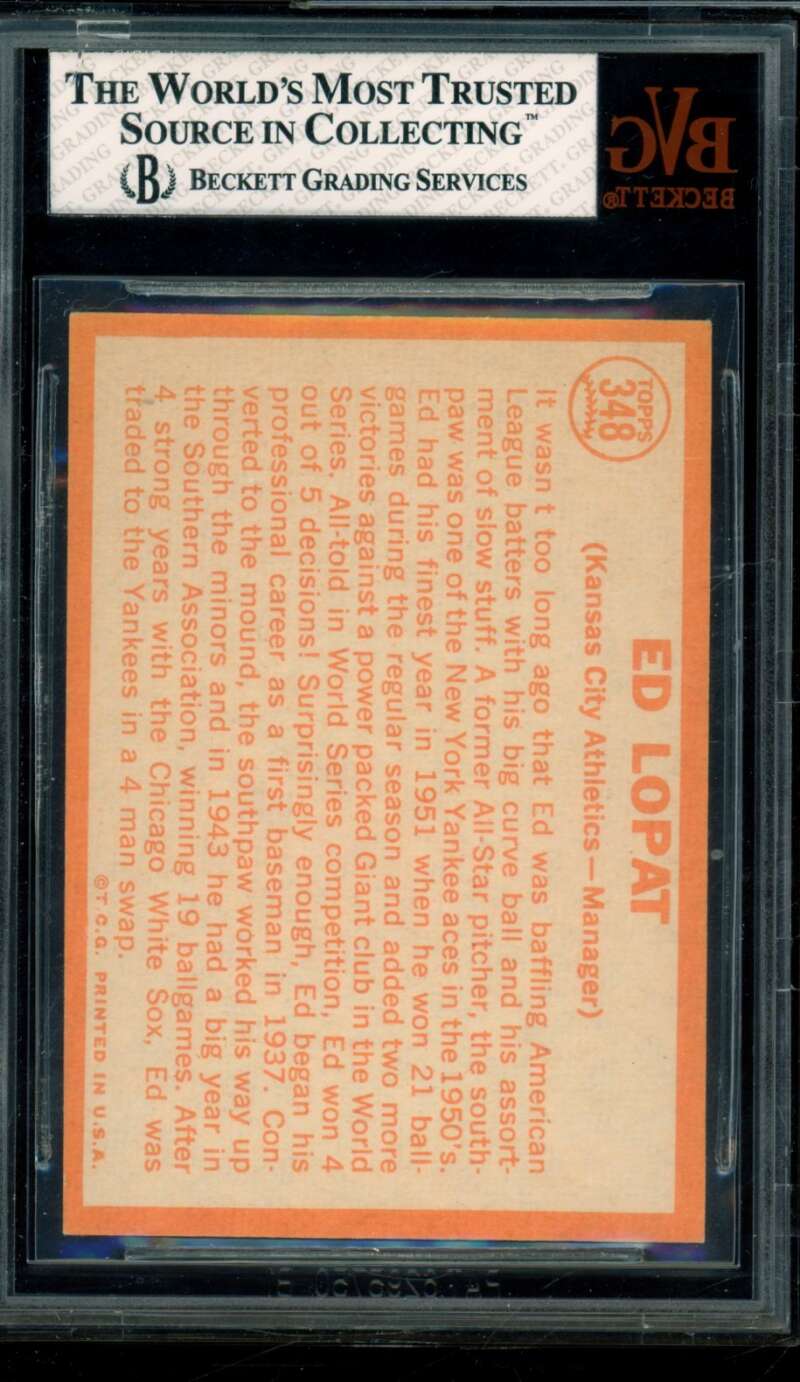 THE WORLD'S MOST TRUSTED
SOURCE IN COLLECTING™
B BECKETT GRADING SERVICES
BVG
BECKETT®
TOPPS
348
ED LOPAT
(Kansas City Athletics—Manager)
It wasn't too long ago that Ed was baffling American
League batters with his big curve ball and his assort-
ment of slow stuff. A former All-Star pitcher, the south-
paw was one of the New York Yankee aces in the 1950's.
Ed had his finest year in 1951 when he won 21 ball-
games during the regular season and added two more
victories against a power packed Giant club in the World
Series. All-told in World Series competition, Ed won 4
out of 5 decisions! Surprisingly enough, Ed began his
professional career as a first baseman in 1937. Con-
verted to the mound, the southpaw worked his way up
through the minors and in 1943 he had a big year in
the Southern Association, winning 19 ballgames. After
4 strong years with the Chicago White Sox, Ed was
traded to the Yankees in a 4 man swap.
©T.C.G. PRINTED IN U.S.A.